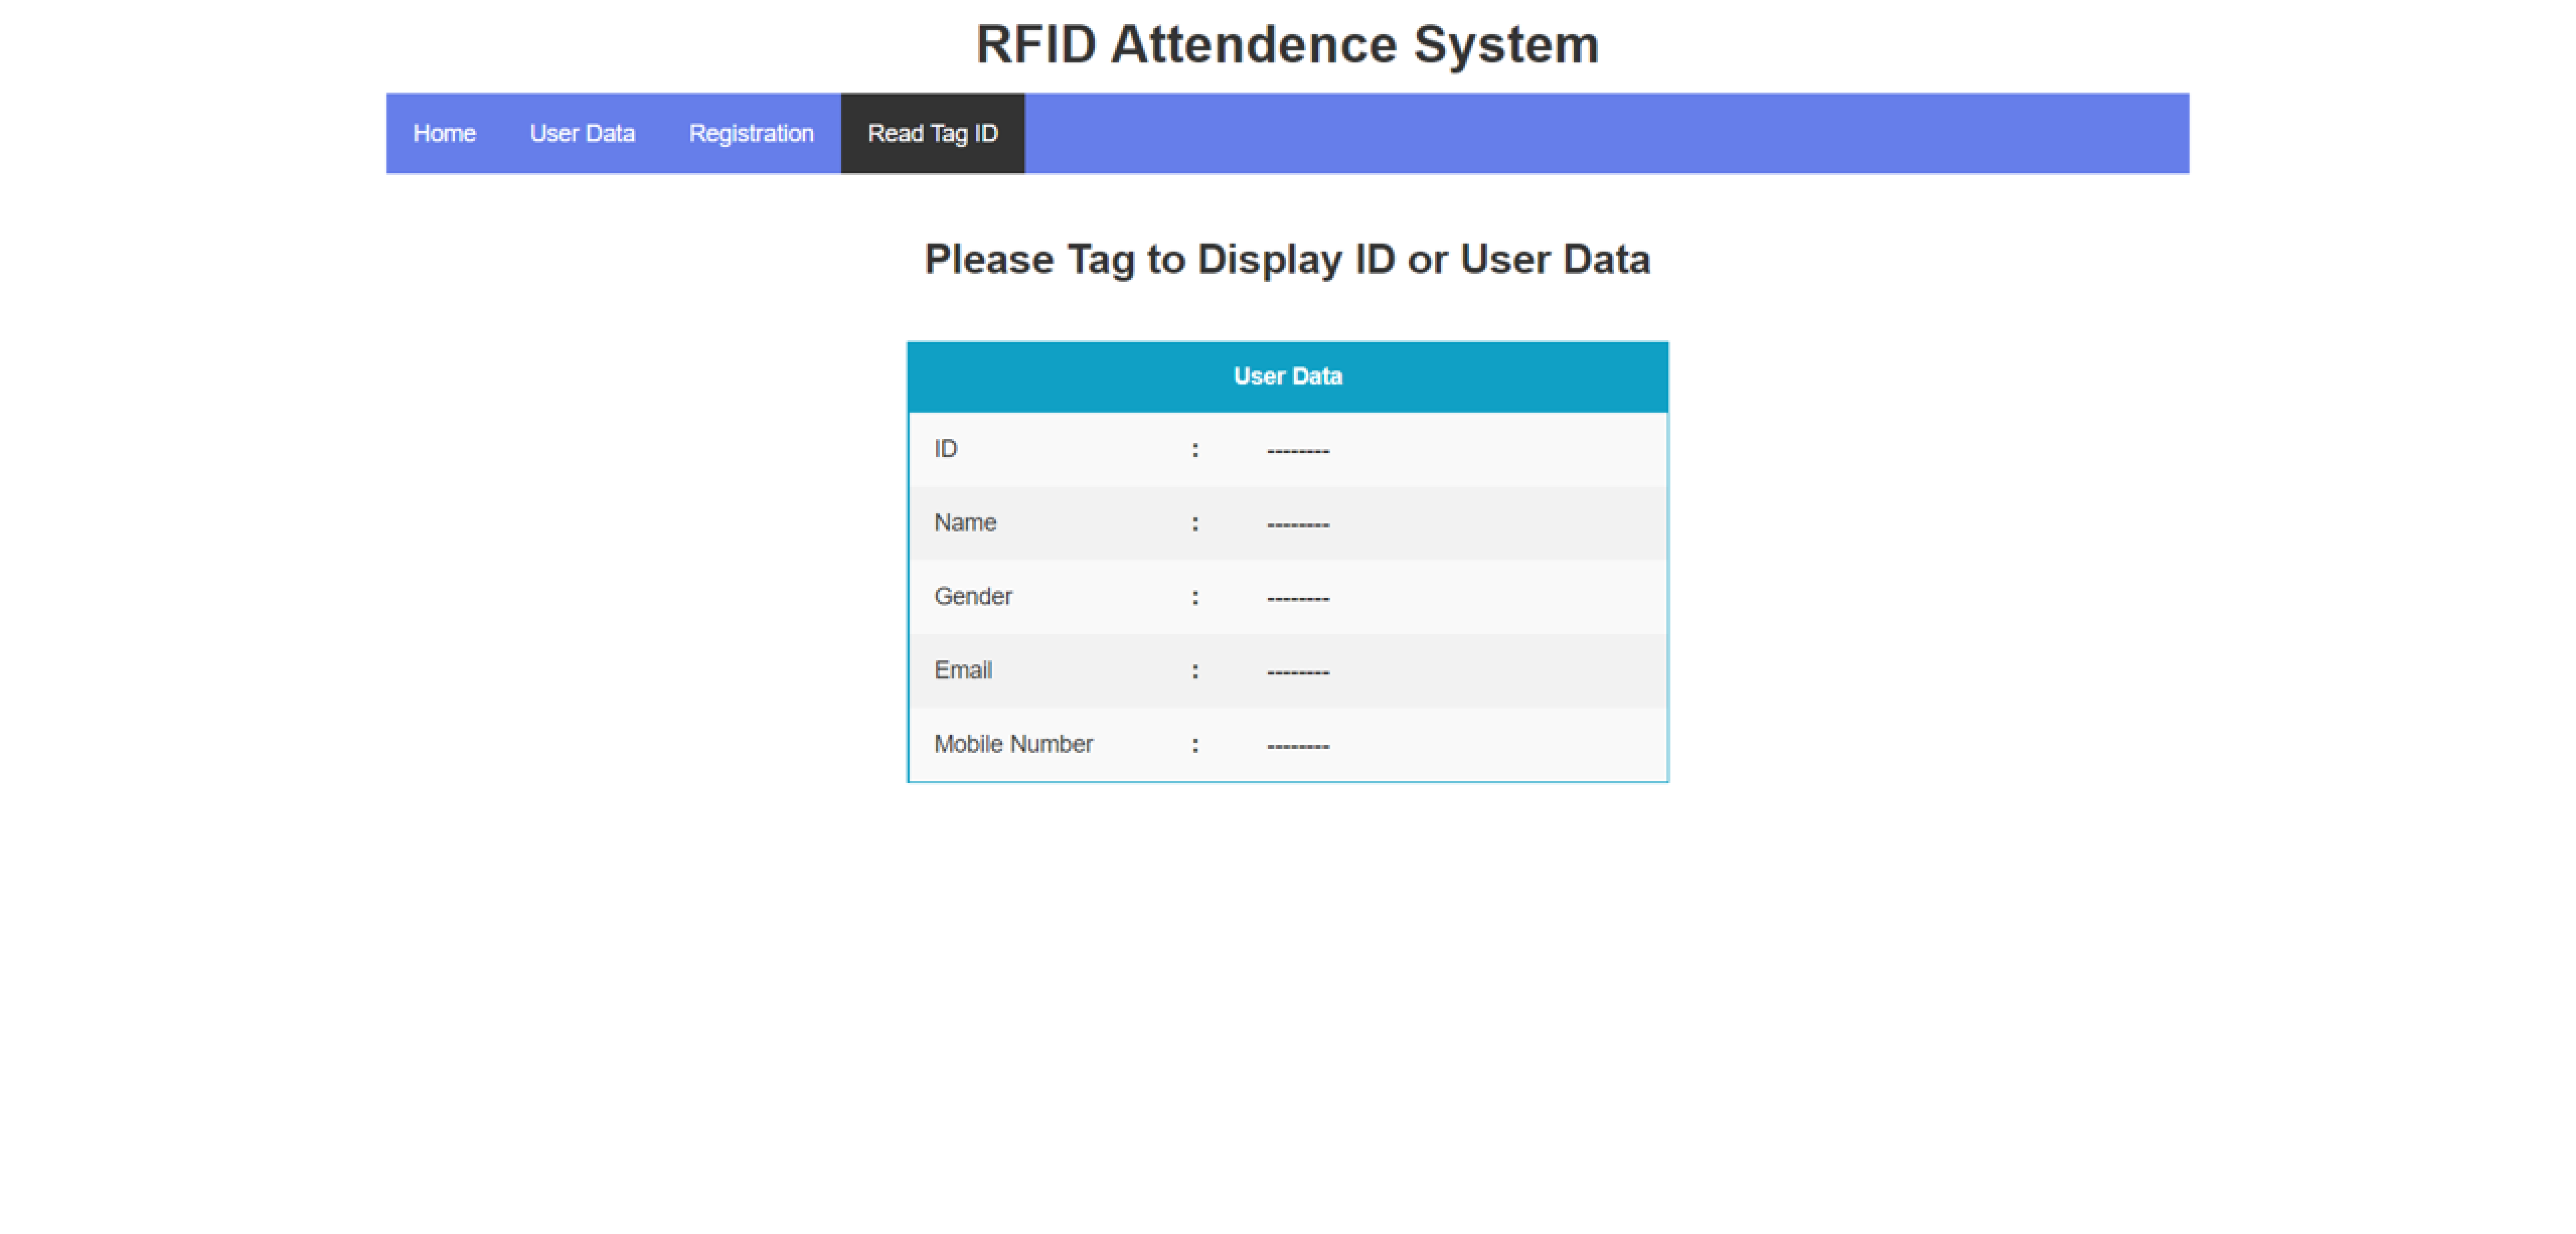 RFID Attendence System
Home User Data Registration Read Tag ID
Please Tag to Display ID or User Data
User Data
ID : --------
Name : --------
Gender : --------
Email : --------
Mobile Number : --------